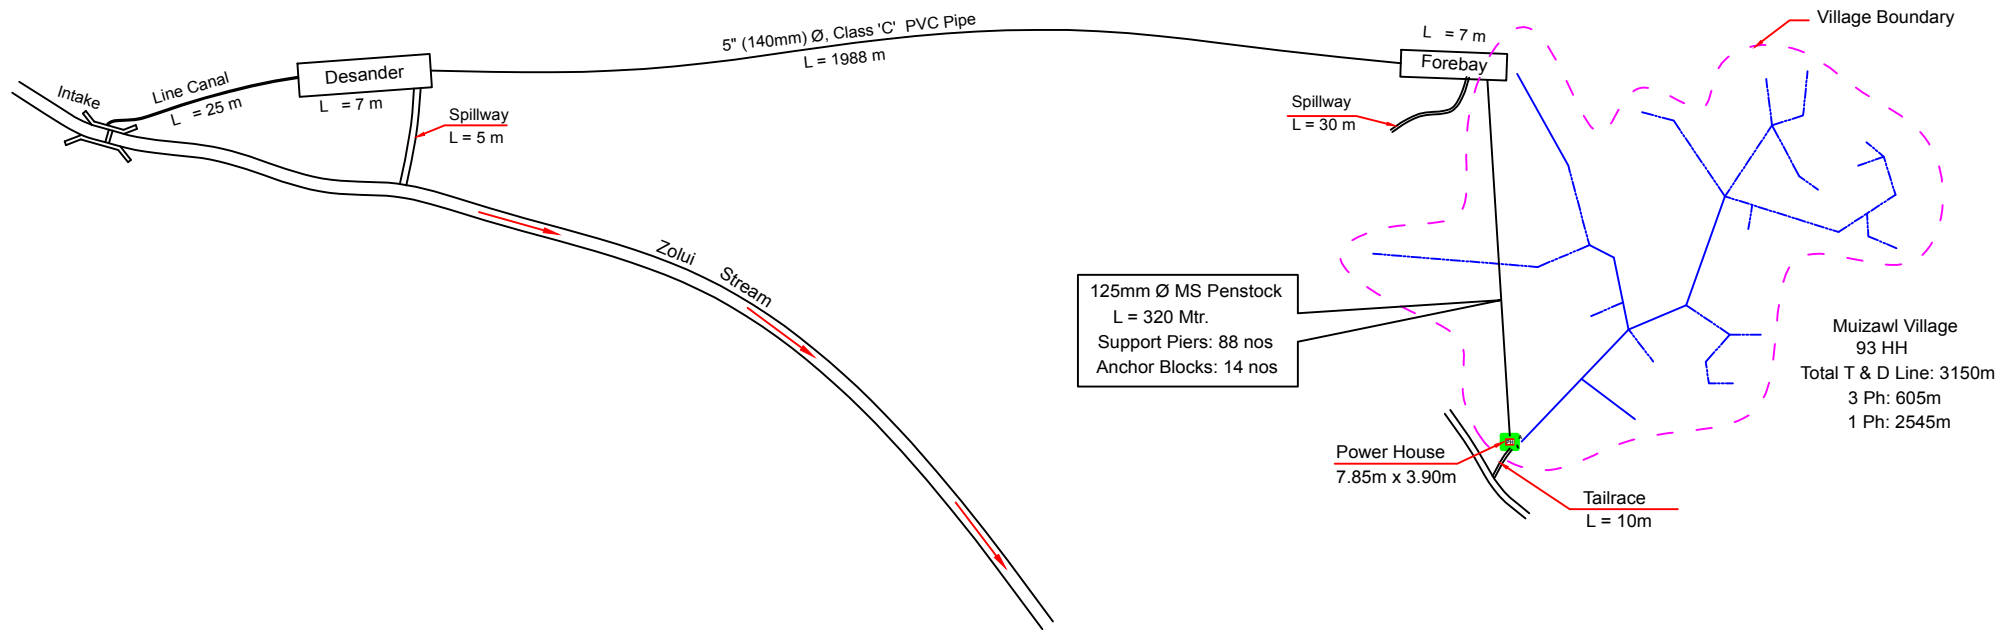 Village Boundary
5" (140mm) Ø, Class 'C'  PVC Pipe
L = 1988 m
L  = 7 m
Forebay
Desander
L  = 7 m
Line Canal
L  = 25 m
Intake
Spillway
L = 5 m
Spillway
L = 30 m
Zolui Stream
125mm Ø MS Penstock
L = 320 Mtr.
Support Piers: 88 nos
Anchor Blocks: 14 nos
Muizawl Village
93 HH
Total T & D Line: 3150m
3 Ph: 605m
1 Ph: 2545m
Power House
7.85m x 3.90m
Tailrace
L = 10m